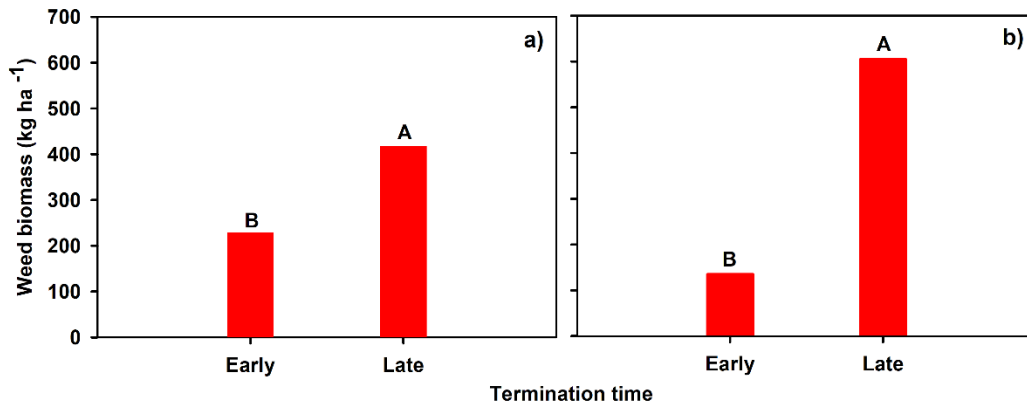 Weed biomass (kg ha -1)
700
600
500
400
300
200
100
0
a)
B
A
Early
Late
b)
B
A
Early
Late
Termination time